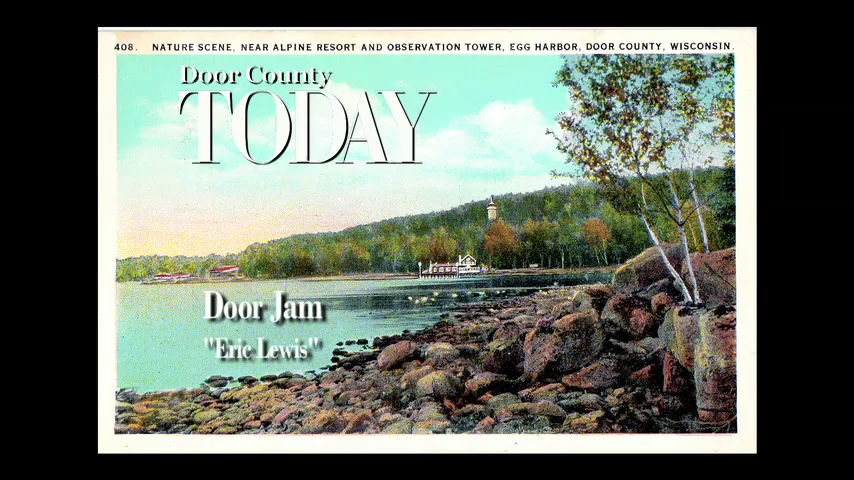 408. NATURE SCENE, NEAR ALPINE RESORT AND OBSERVATION TOWER, EGG HARBOR, DOOR COUNTY, WISCONSIN.
Door County
TODAY
Door Jam
"Eric Lewis"